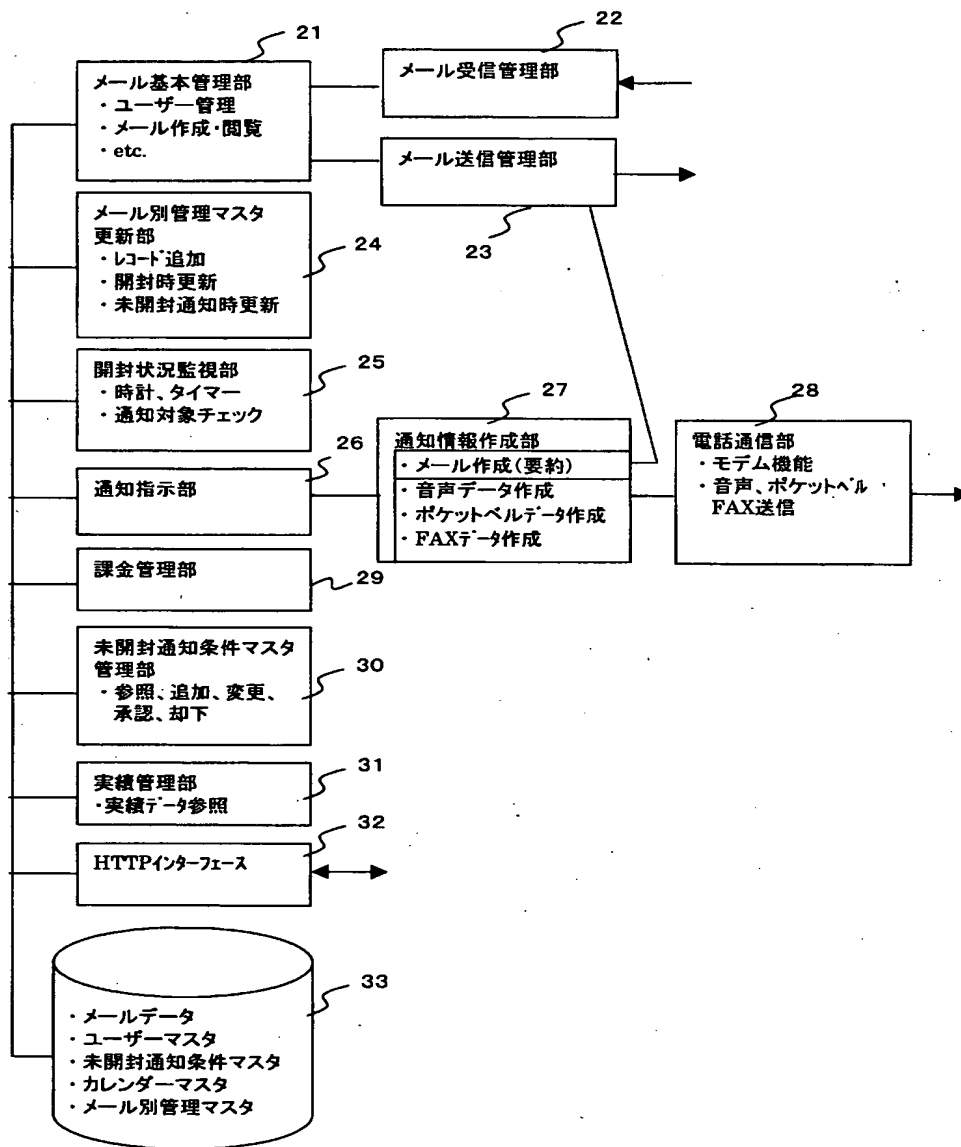 21
メール基本管理部
・ユーザー管理
・メール作成・閲覧
・etc.
22
メール受信管理部
メール送信管理部
23
メール別管理マスタ
更新部
・レコード追加
・開封時更新
・未開封通知時更新
24
開封状況監視部
・時計、タイマー
・通知対象チェック
25
通知指示部
26
27
通知情報作成部
・メール作成(要約)
・音声データ作成
・ポケットベルデータ作成
・FAXデータ作成
28
電話通信部
・モデム機能
・音声、ポケットベル
FAX送信
課金管理部
29
未開封通知条件マスタ
管理部
・参照、追加、変更、
承認、却下
30
実績管理部
・実績データ参照
31
HTTPインターフェース
32
33
・メールデータ
・ユーザーマスタ
・未開封通知条件マスタ
・カレンダーマスタ
・メール別管理マスタ